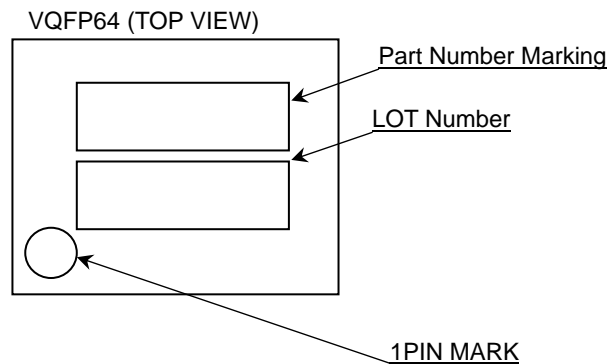 VQFP64 (TOP VIEW)
Part Number Marking
LOT Number
1PIN MARK